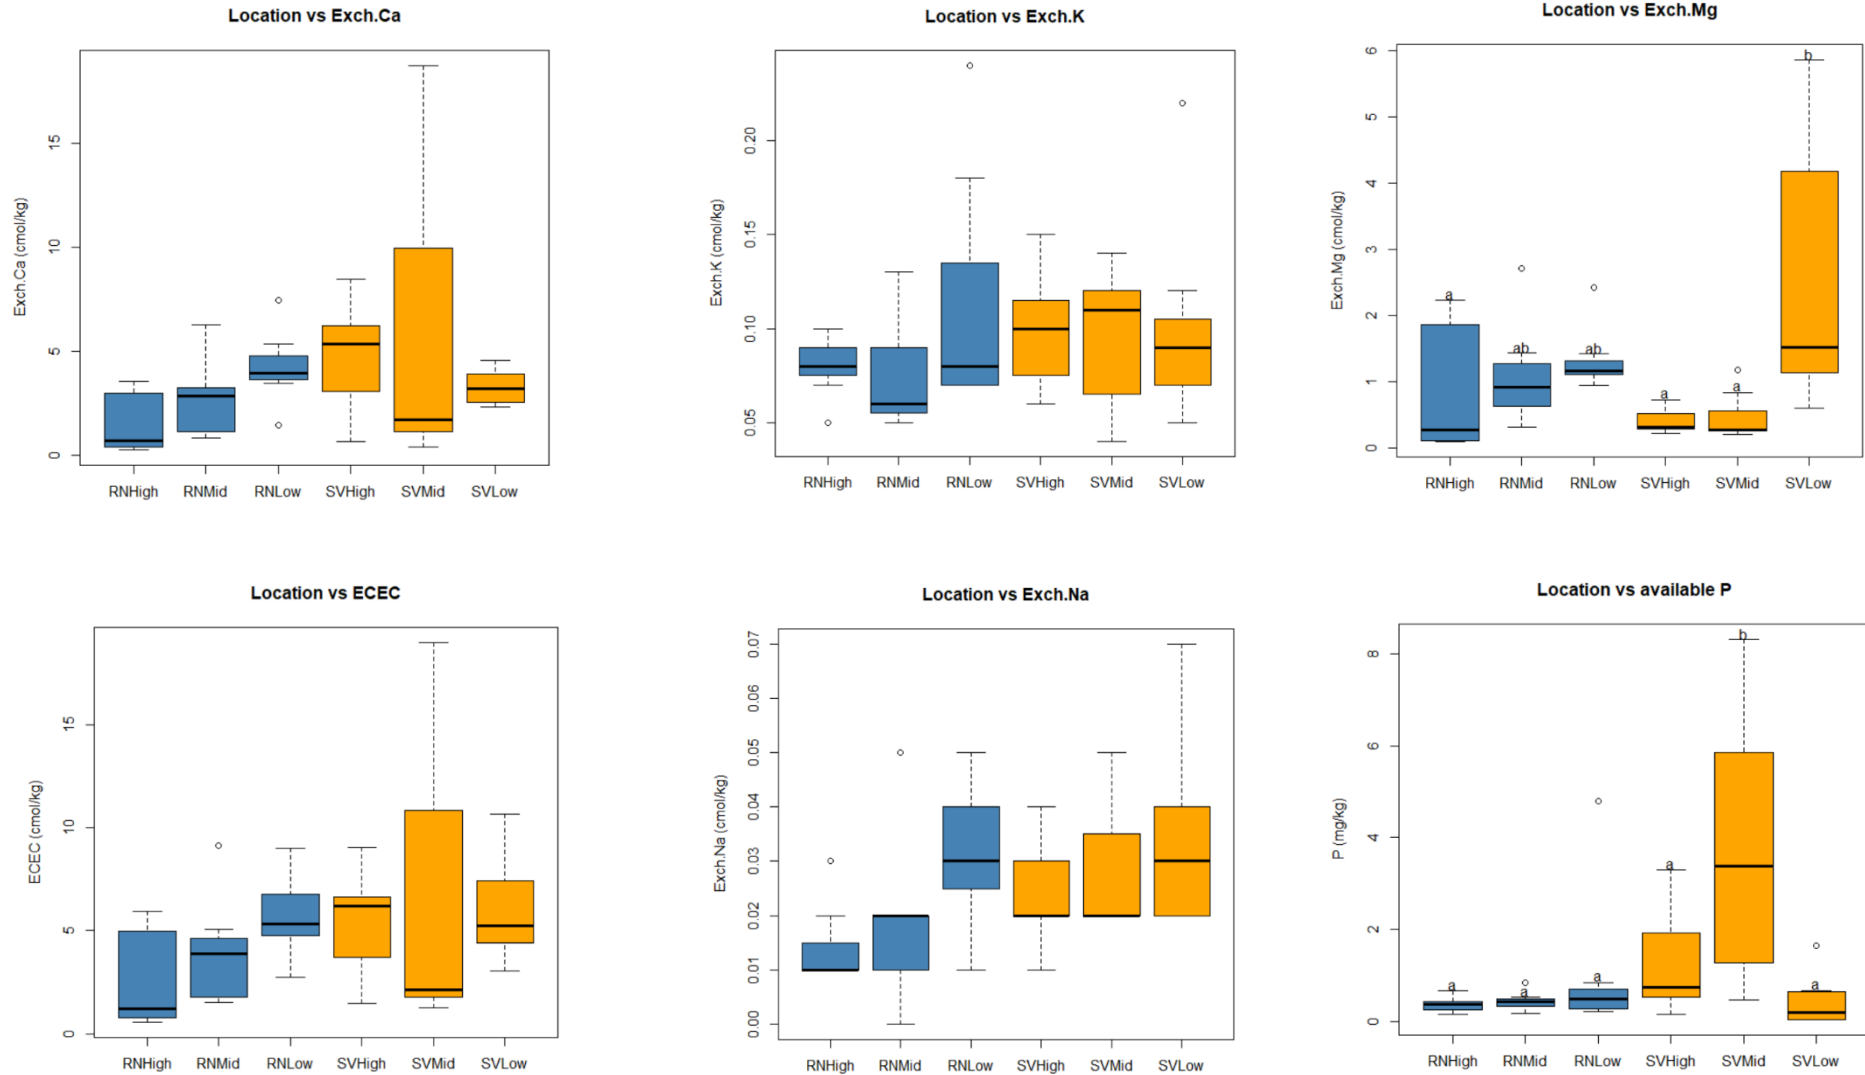 Location vs Exch.Ca
Exch.Ca (cmol/kg)
15
10
5
0
RNHigh RNMid RNLow SVHigh SVMid SVLow
Location vs Exch.K
Exch.K (cmol/kg)
0.20
0.15
0.10
0.05
RNHigh RNMid RNLow SVHigh SVMid SVLow
Location vs Exch.Mg
Exch.Mg (cmol/kg)
6
5
4
3
2
1
0
a ab ab a a b
RNHigh RNMid RNLow SVHigh SVMid SVLow
Location vs ECEC
ECEC (cmol/kg)
15
10
5
0
RNHigh RNMid RNLow SVHigh SVMid SVLow
Location vs Exch.Na
Exch.Na (cmol/kg)
0.07
0.06
0.05
0.04
0.03
0.02
0.01
0.00
RNHigh RNMid RNLow SVHigh SVMid SVLow
Location vs available P
P (mg/kg)
8
6
4
2
0
a a a a b a
RNHigh RNMid RNLow SVHigh SVMid SVLow